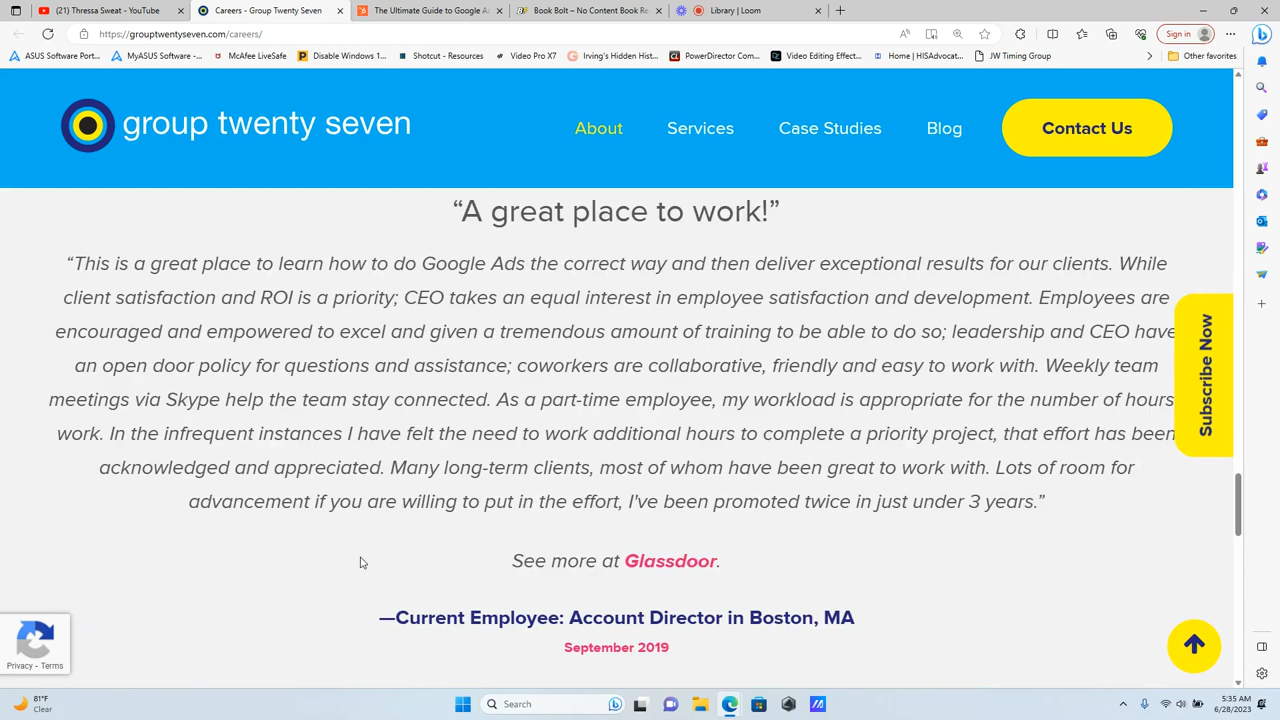 (21) Thressa Sweat - YouTube
Careers - Group Twenty Seven
The Ultimate Guide to Google A
Book Bolt – No Content Book Re
Library | Loom
https://grouptwentyseven.com/careers/
Sign in
ASUS Software Port...
MyASUS Software -...
McAfee LiveSafe
Disable Windows 1...
Shotcut - Resources
Video Pro X7
Irving's Hidden Hist...
PowerDirector Com...
Video Editing Effect...
Home | HISAdvocat...
JW Timing Group
Other favorites
group twenty seven
About
Services
Case Studies
Blog
Contact Us
“A great place to work!”
“This is a great place to learn how to do Google Ads the correct way and then deliver exceptional results for our clients. While
client satisfaction and ROI is a priority; CEO takes an equal interest in employee satisfaction and development. Employees are
encouraged and empowered to excel and given a tremendous amount of training to be able to do so; leadership and CEO have
an open door policy for questions and assistance; coworkers are collaborative, friendly and easy to work with. Weekly team
meetings via Skype help the team stay connected. As a part-time employee, my workload is appropriate for the number of hours
work. In the infrequent instances I have felt the need to work additional hours to complete a priority project, that effort has been
acknowledged and appreciated. Many long-term clients, most of whom have been great to work with. Lots of room for
advancement if you are willing to put in the effort, I've been promoted twice in just under 3 years.”
Subscribe Now
See more at Glassdoor.
—Current Employee: Account Director in Boston, MA
September 2019
Privacy - Terms
81°F
Clear
Search
5:35 AM
6/28/2023